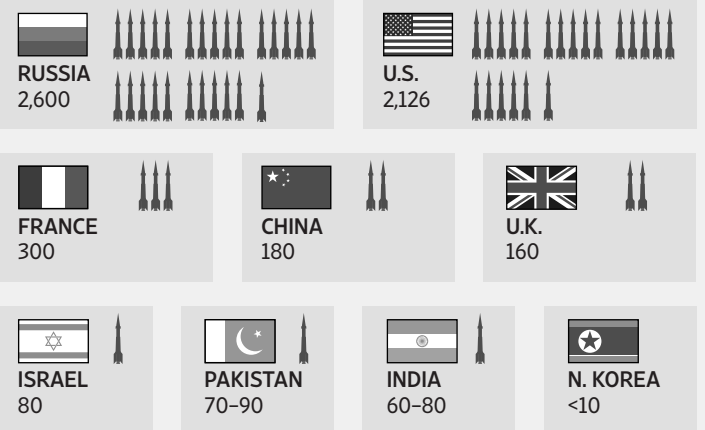 RUSSIA
2,600
U.S.
2,126
FRANCE
300
CHINA
180
U.K.
160
ISRAEL
80
PAKISTAN
70–90
INDIA
60–80
N. KOREA
<10